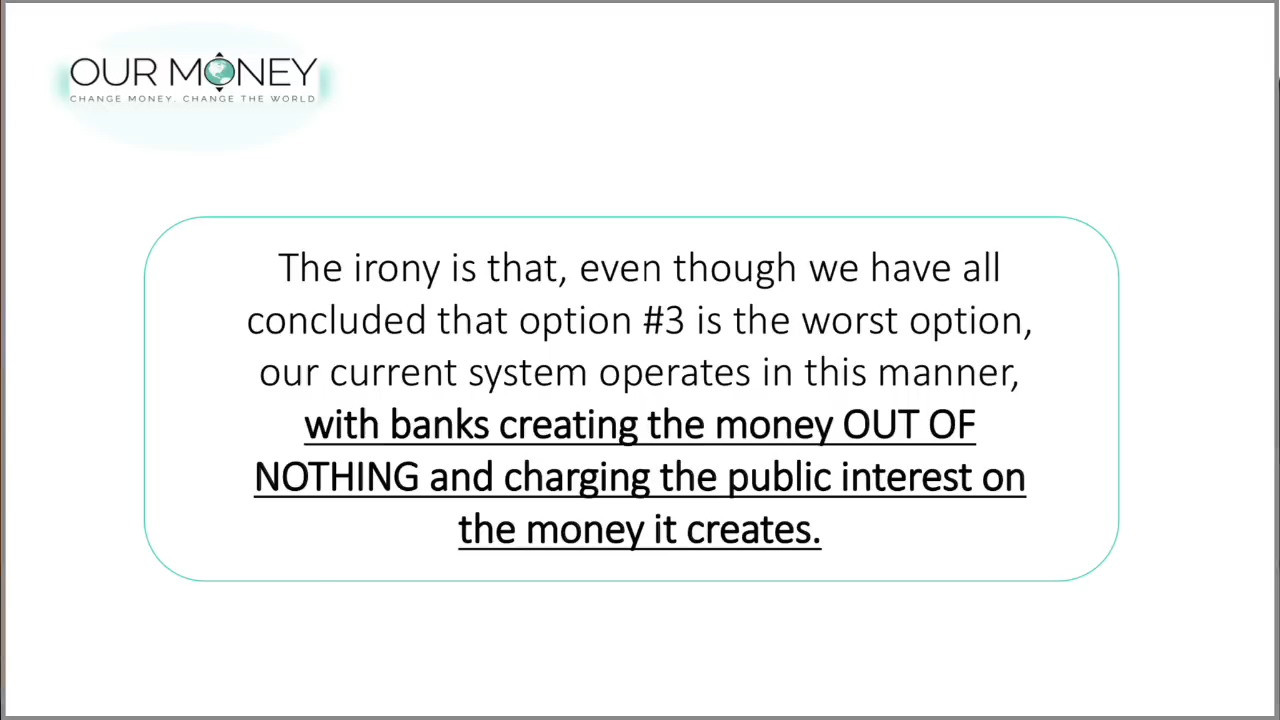 OUR MONEY
CHANGE MONEY. CHANGE THE WORLD
The irony is that, even though we have all
concluded that option #3 is the worst option,
our current system operates in this manner,
with banks creating the money OUT OF
NOTHING and charging the public interest on
the money it creates.